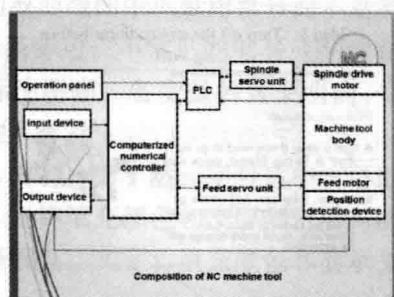 NC
Operation panel
PLC
Spindle
servo unit
Spindle drive
motor
Input device
Computerized
numerical
controller
Machine tool
body
Output device
Feed servo unit
Feed motor
Position
detection device
Composition of NC machine tool